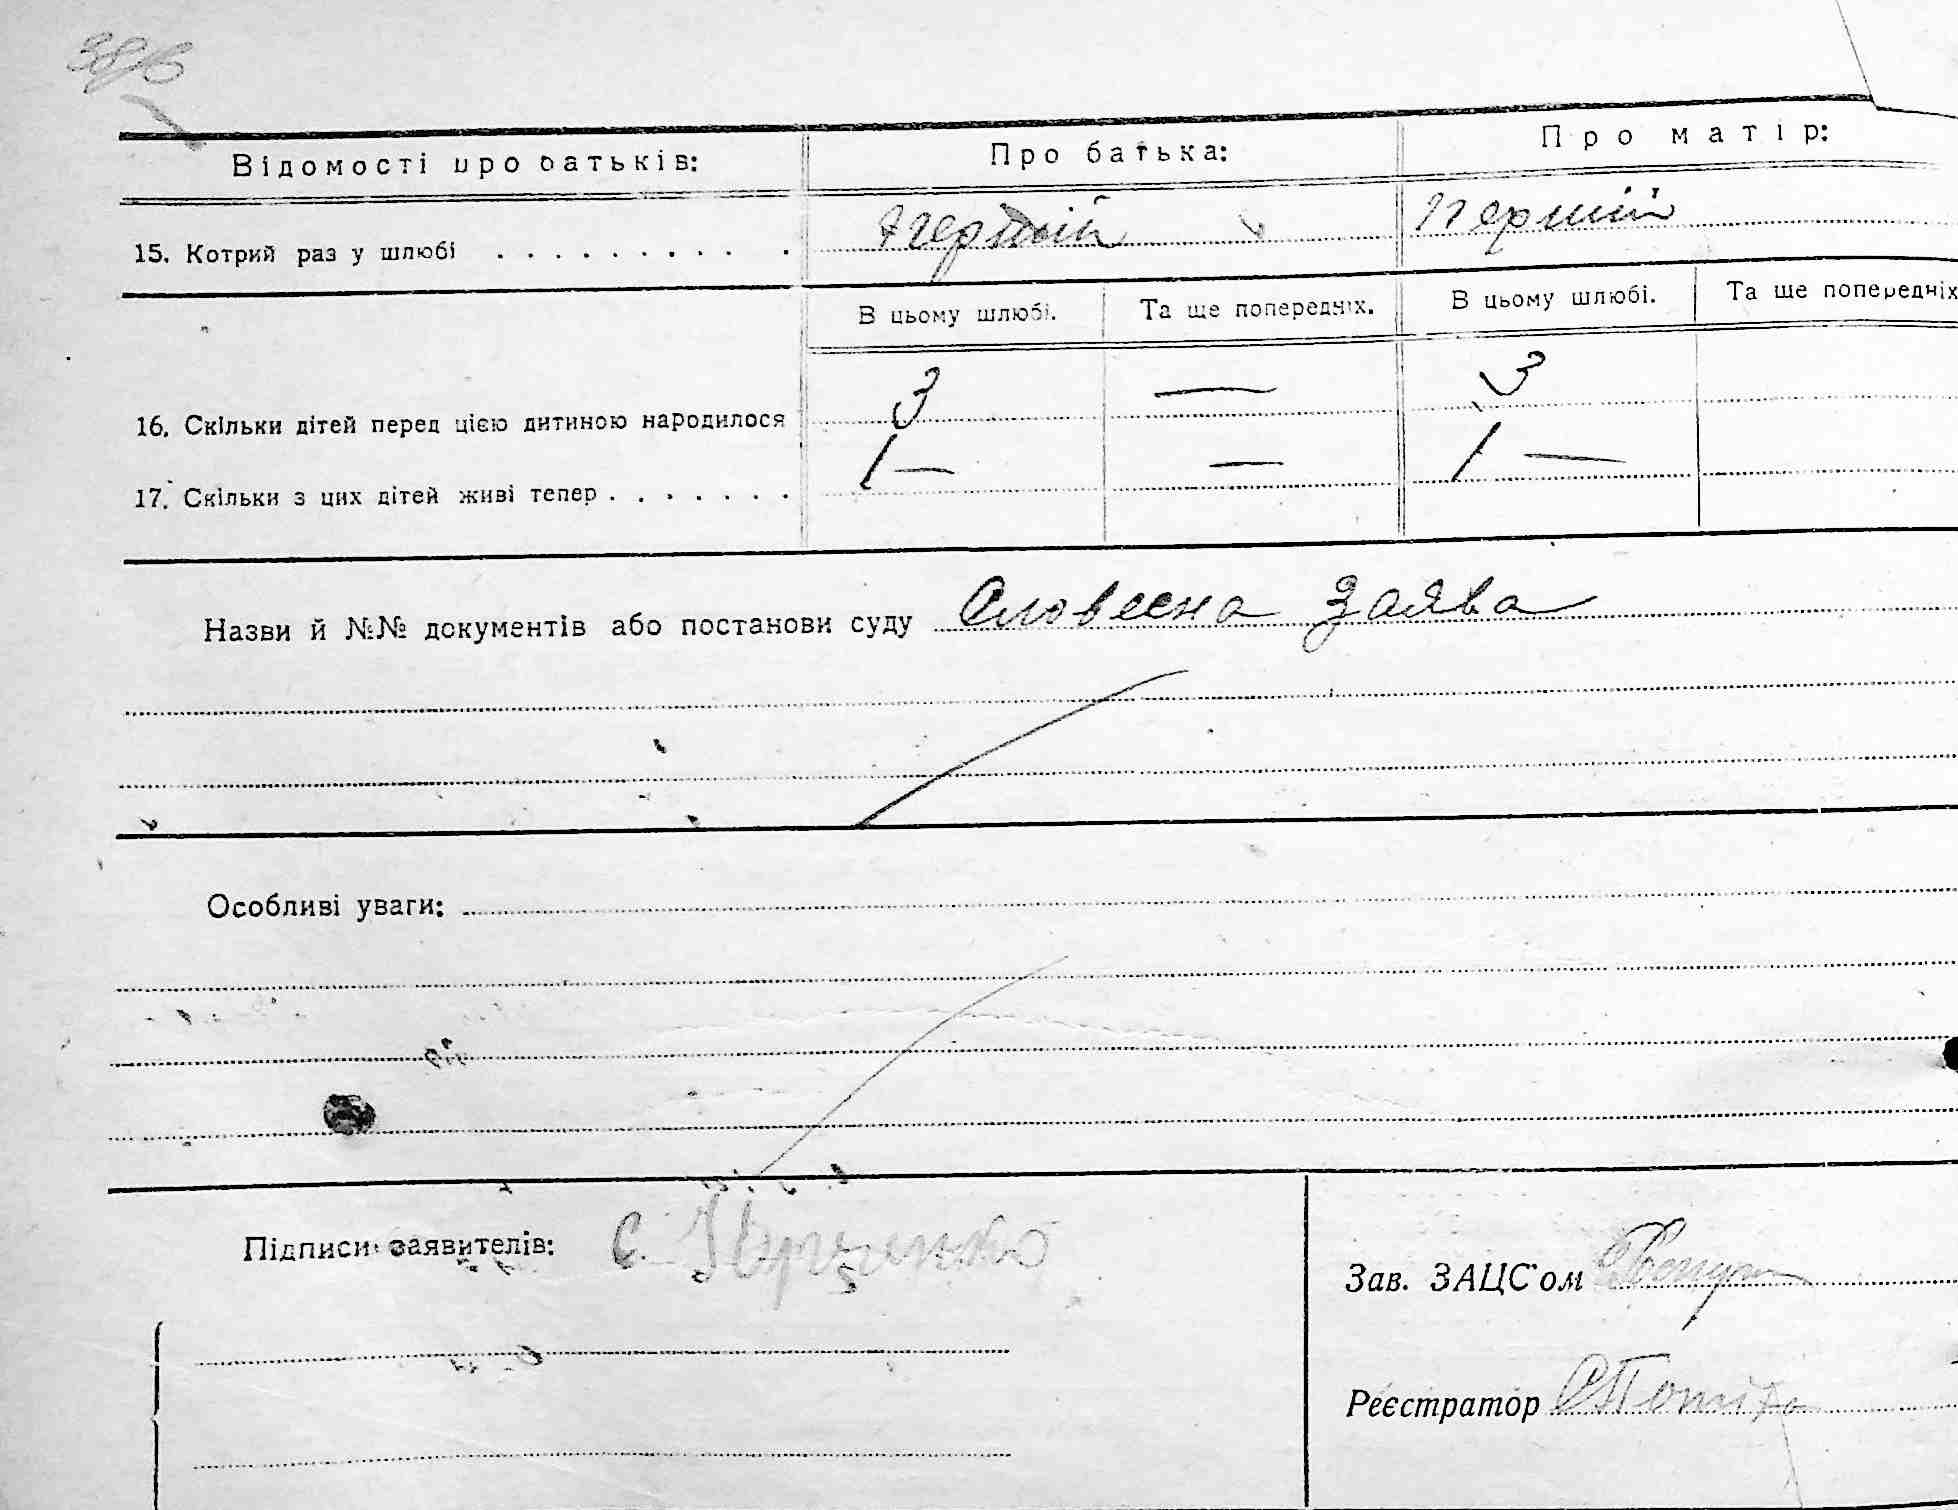 Відомості про батьків:
Про батька:
Про матір:
15. Котрий раз у шлюбі . . . . . . . . . . .
Перший
Перший
В цьому шлюбі.
Та ще попередніх.
В цьому шлюбі.
Та ще попередніх
16. Скільки дітей перед цією дитиною народилося
3 — 3
17. Скільки з цих дітей живі тепер . . . . . . .
1 — — 1 —
Назви й №№ документів або постанови суду Словесна Заява
Особливі уваги:
Підписи заявителів: С.
Зав. ЗАЦС'ом
Реєстратор